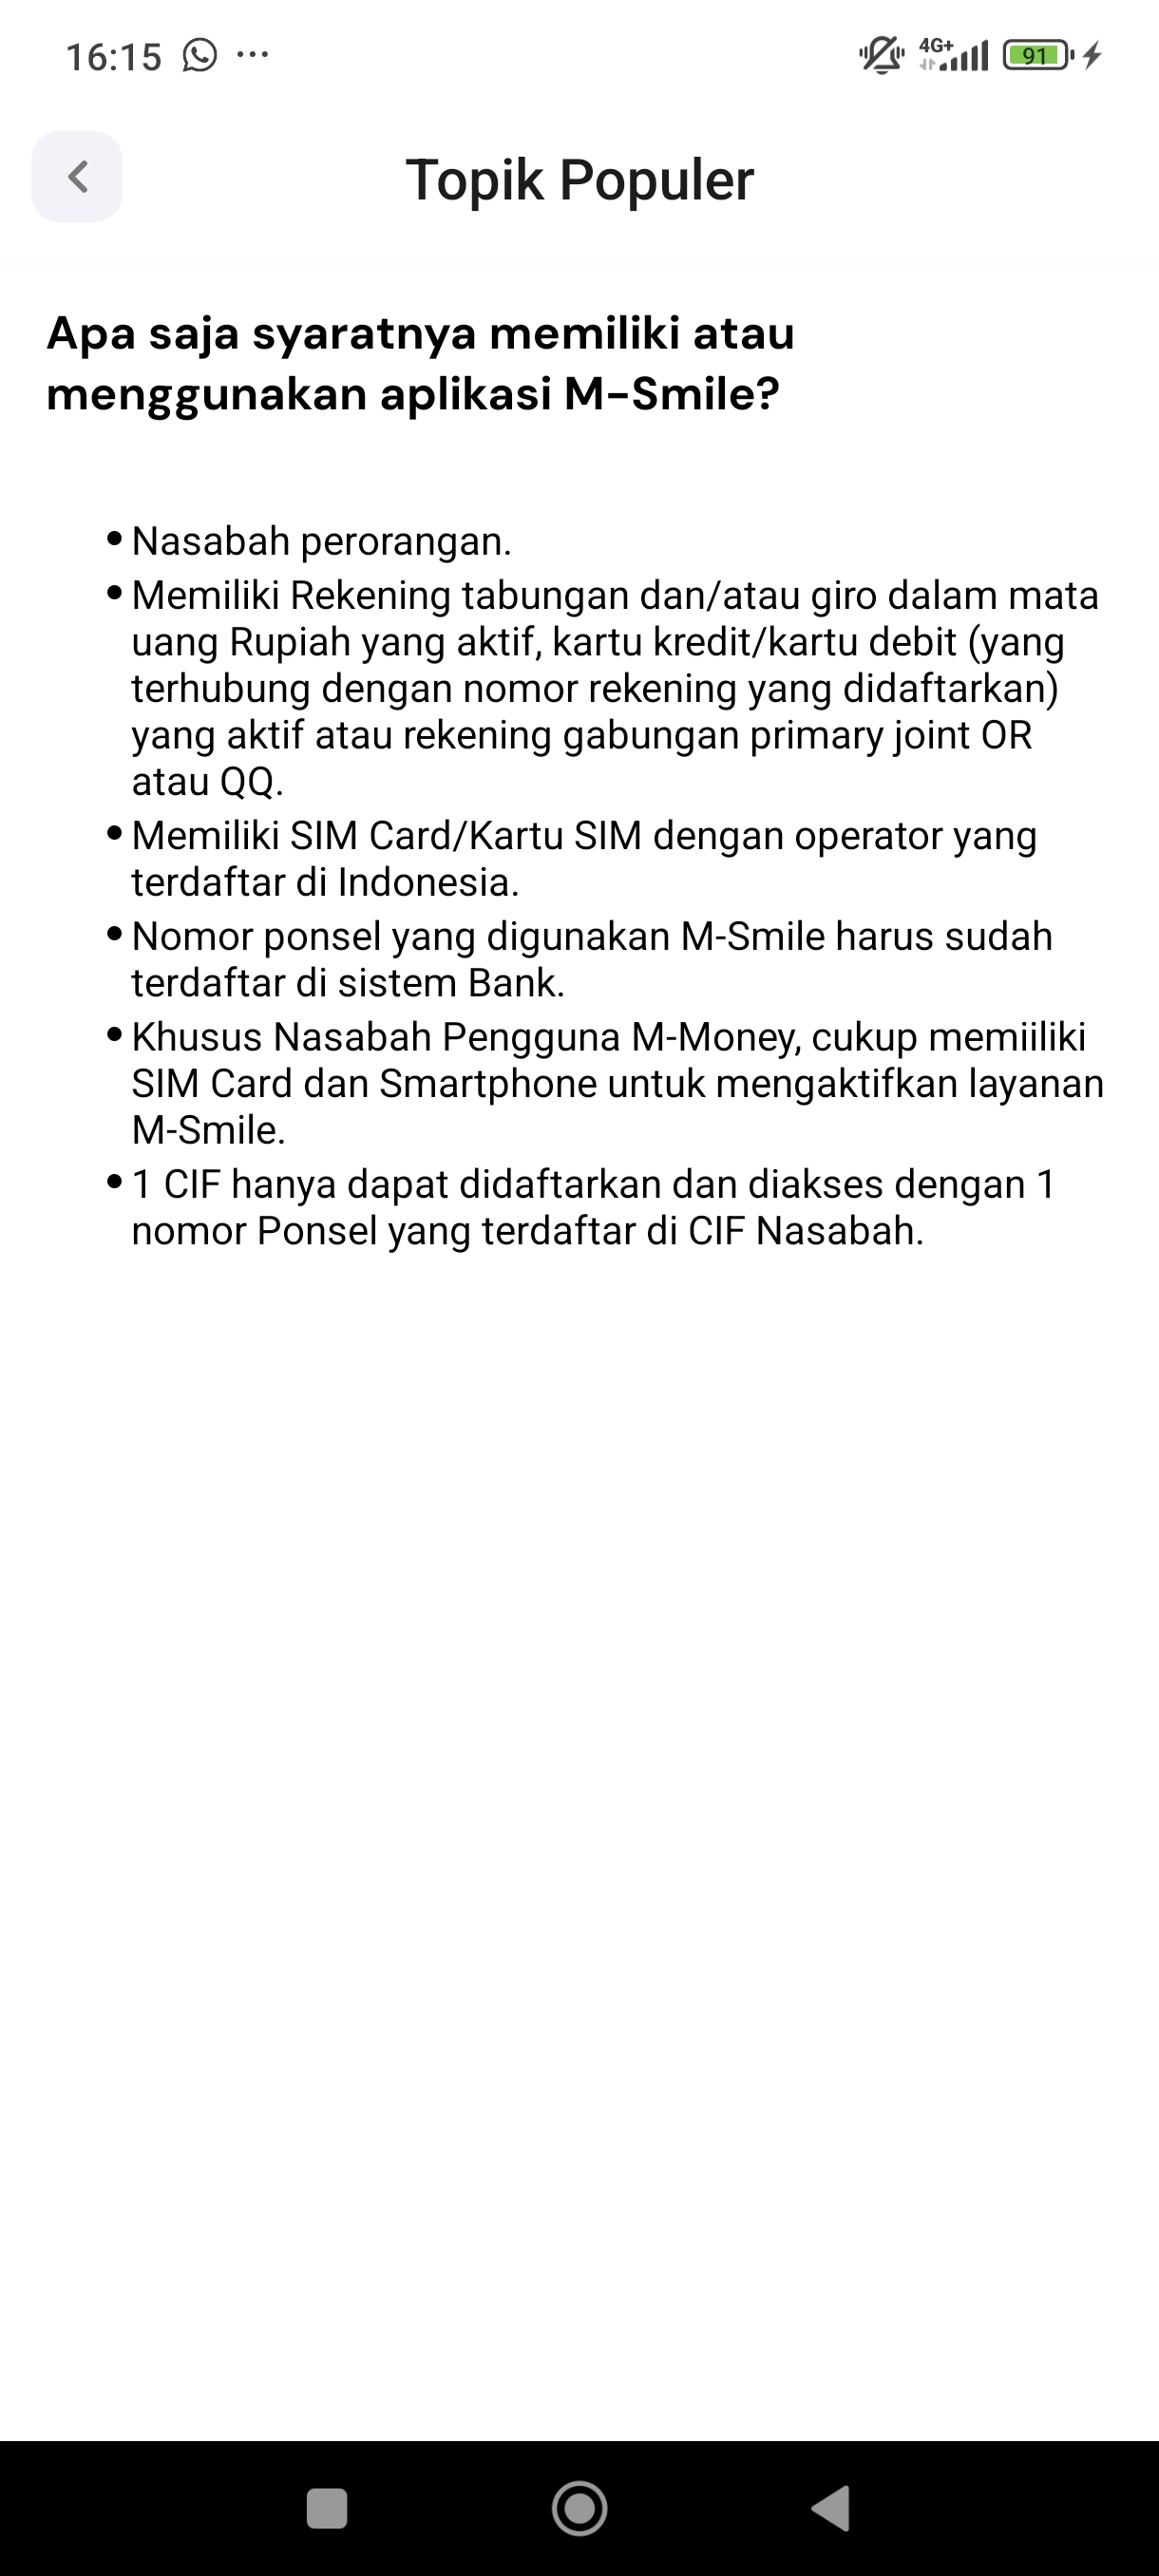 16:15 ...
4G+ 91
Topik Populer
Apa saja syaratnya memiliki atau
menggunakan aplikasi M-Smile?
• Nasabah perorangan.
• Memiliki Rekening tabungan dan/atau giro dalam mata
uang Rupiah yang aktif, kartu kredit/kartu debit (yang
terhubung dengan nomor rekening yang didaftarkan)
yang aktif atau rekening gabungan primary joint OR
atau QQ.
• Memiliki SIM Card/Kartu SIM dengan operator yang
terdaftar di Indonesia.
• Nomor ponsel yang digunakan M-Smile harus sudah
terdaftar di sistem Bank.
• Khusus Nasabah Pengguna M-Money, cukup memiiliki
SIM Card dan Smartphone untuk mengaktifkan layanan
M-Smile.
• 1 CIF hanya dapat didaftarkan dan diakses dengan 1
nomor Ponsel yang terdaftar di CIF Nasabah.